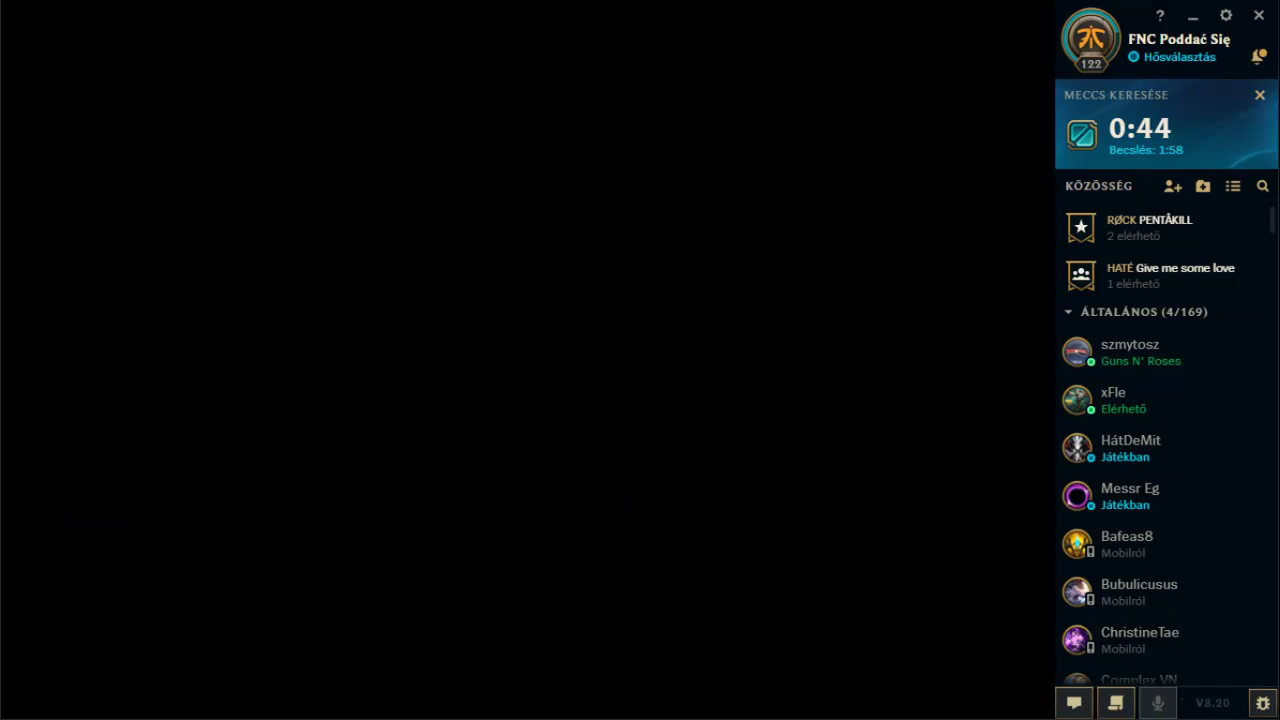 FNC Poddać Się
Hősválasztás
122
MECCS KERESÉSE
0:44
Becslés: 1:58
KÖZÖSSÉG
RØCK PENTÅKILL
2 elérhető
HATÉ Give me some love
1 elérhető
ÁLTALÁNOS (4/169)
szmytosz
Guns N' Roses
xFle
Elérhető
HátDeMit
Játékban
Messr Eg
Játékban
Bafeas8
Mobilról
Bubulicusus
Mobilról
ChristineTae
Mobilról
Complex VN
V8.20